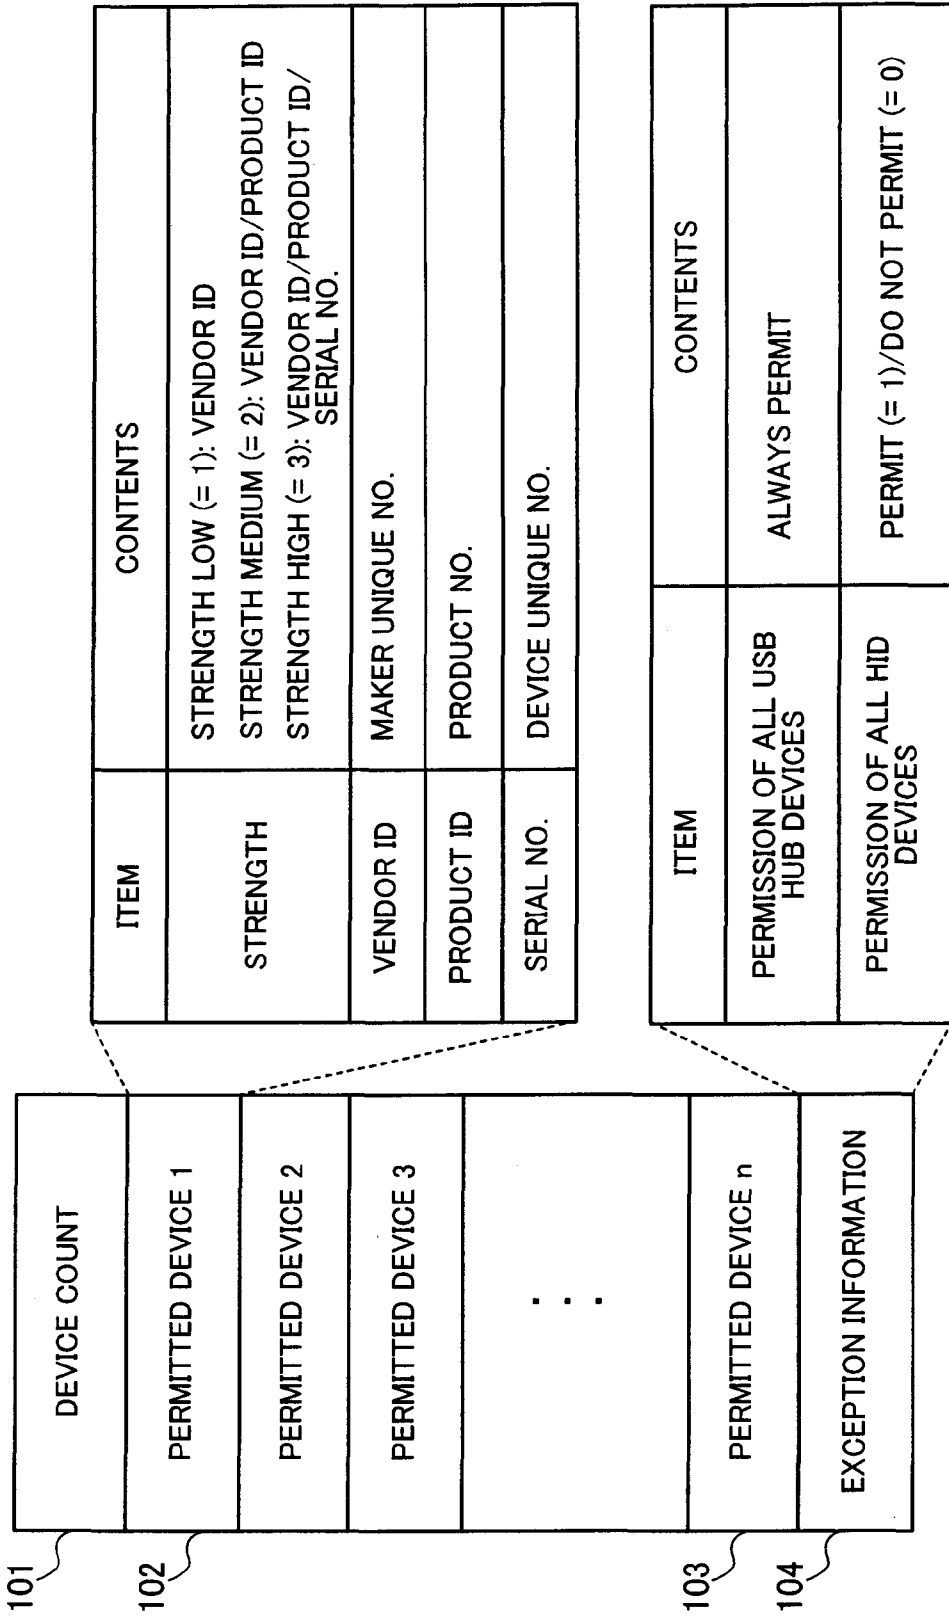 101
DEVICE COUNT
102
PERMITTED DEVICE 1
PERMITTED DEVICE 2
PERMITTED DEVICE 3
. . .
103
PERMITTED DEVICE n
104
EXCEPTION INFORMATION
ITEM
CONTENTS
STRENGTH
STRENGTH LOW (= 1): VENDOR ID
STRENGTH MEDIUM (= 2): VENDOR ID/PRODUCT ID
STRENGTH HIGH (= 3): VENDOR ID/PRODUCT ID/
SERIAL NO.
VENDOR ID
MAKER UNIQUE NO.
PRODUCT ID
PRODUCT NO.
SERIAL NO.
DEVICE UNIQUE NO.
ITEM
CONTENTS
PERMISSION OF ALL USB
HUB DEVICES
ALWAYS PERMIT
PERMISSION OF ALL HID
DEVICES
PERMIT (= 1)/DO NOT PERMIT (= 0)